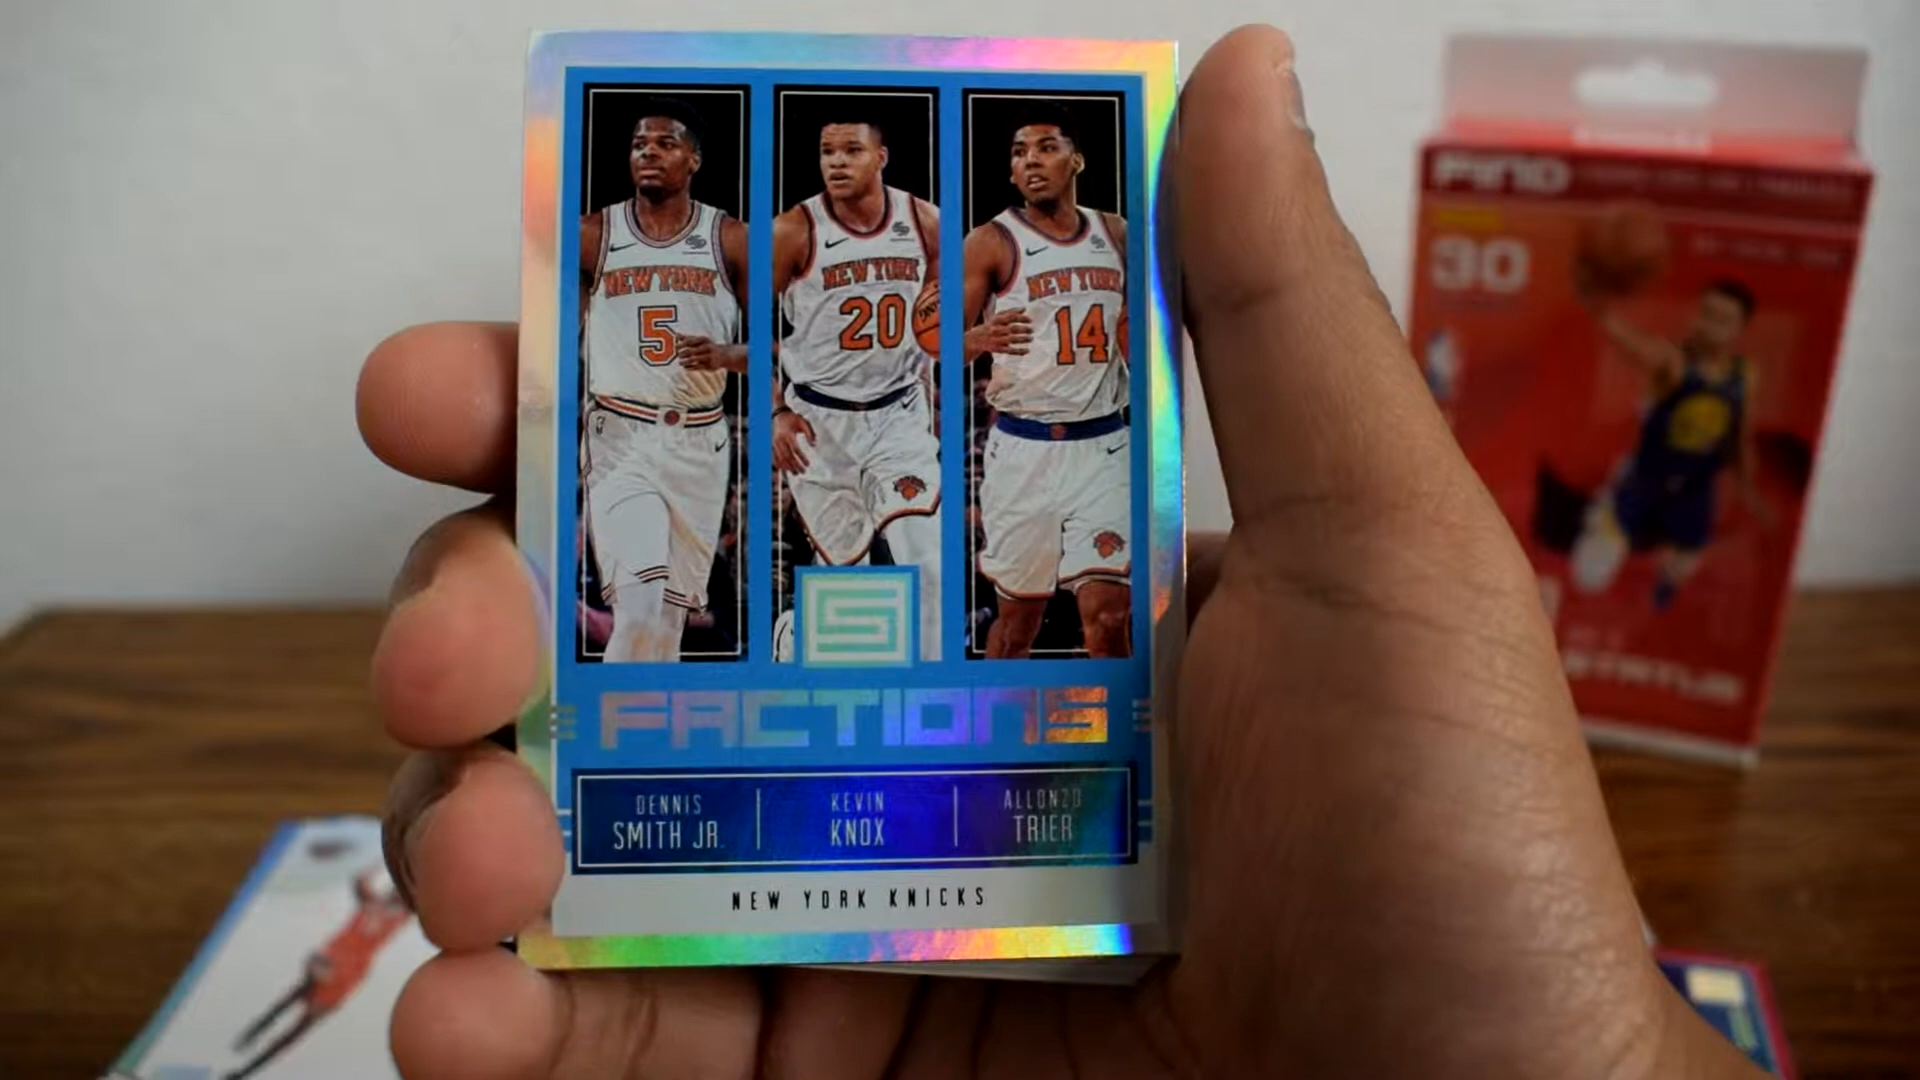 NEW YORK
5
NEW YORK
20
NEW YORK
14
S
FACTIONS
DENNIS
SMITH JR.
KEVIN
KNOX
ALLONZO
TRIER
NEW YORK KNICKS
30
STATUS